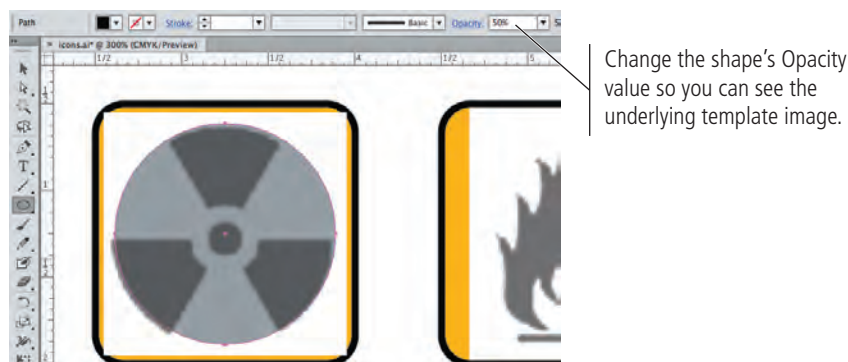 Path Stroke: Basic Opacity: 50%
× icons.ai* @ 300% (CMYK/Preview)
1/2 3 1/2 4 1/2 5
Change the shape's Opacity
value so you can see the
underlying template image.